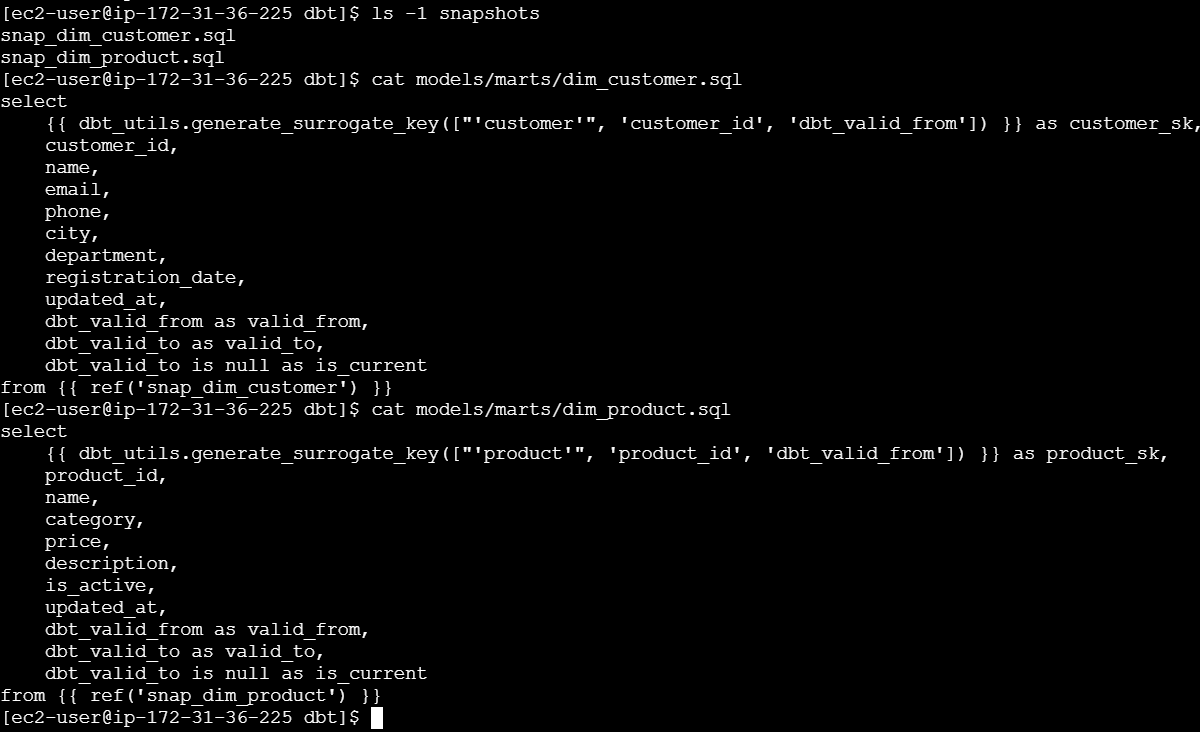 [ec2-user@ip-172-31-36-225 dbt]$ ls -1 snapshots
snap_dim_customer.sql
snap_dim_product.sql
[ec2-user@ip-172-31-36-225 dbt]$ cat models/marts/dim_customer.sql
select
    {{ dbt_utils.generate_surrogate_key(["'customer'", 'customer_id', 'dbt_valid_from']) }} as customer_sk,
    customer_id,
    name,
    email,
    phone,
    city,
    department,
    registration_date,
    updated_at,
    dbt_valid_from as valid_from,
    dbt_valid_to as valid_to,
    dbt_valid_to is null as is_current
from {{ ref('snap_dim_customer') }}
[ec2-user@ip-172-31-36-225 dbt]$ cat models/marts/dim_product.sql
select
    {{ dbt_utils.generate_surrogate_key(["'product'", 'product_id', 'dbt_valid_from']) }} as product_sk,
    product_id,
    name,
    category,
    price,
    description,
    is_active,
    updated_at,
    dbt_valid_from as valid_from,
    dbt_valid_to as valid_to,
    dbt_valid_to is null as is_current
from {{ ref('snap_dim_product') }}
[ec2-user@ip-172-31-36-225 dbt]$